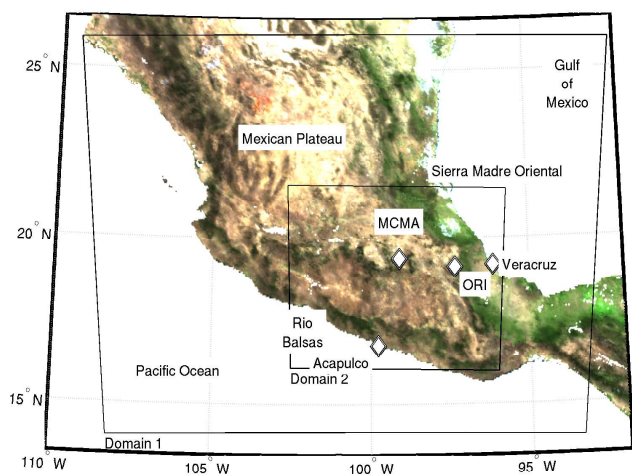 25° N
Gulf
of
Mexico
Mexican Plateau
Sierra Madre Oriental
MCMA
20° N
Veracruz
ORI
Rio
Balsas
Acapulco
Pacific Ocean
Domain 2
15° N
Domain 1
110° W
105° W
100° W
95° W